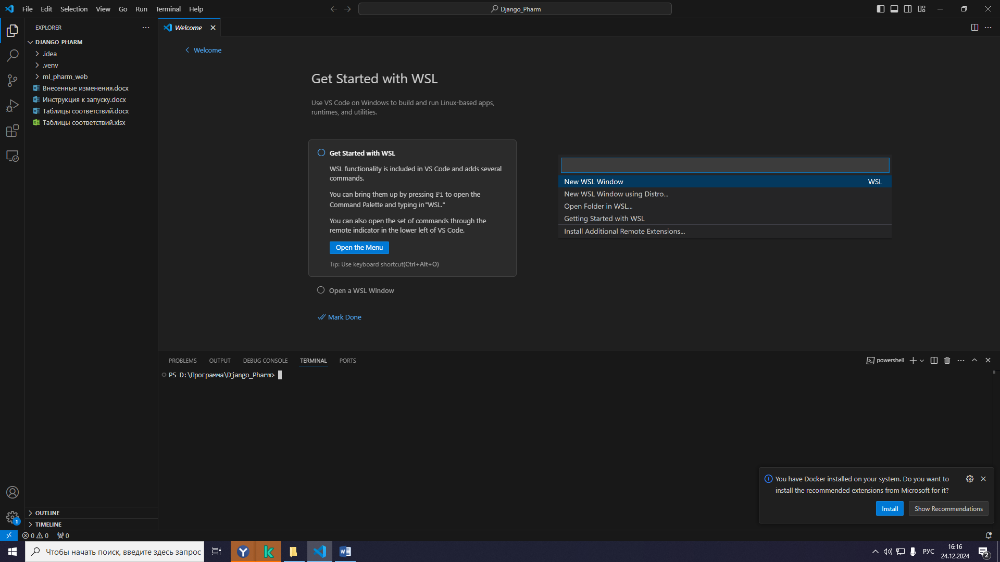 File Edit Selection View Go Run Terminal Help
Django_Pharm
EXPLORER
DJANGO_PHARM
.idea
.venv
ml_pharm_web
Внесенные изменения.docx
Инструкция к запуску.docx
Таблицы соответствий.docx
Таблицы соответствий.xlsx
OUTLINE
TIMELINE
Welcome
Welcome
Get Started with WSL
Use VS Code on Windows to build and run Linux-based apps,
runtimes, and utilities.
Get Started with WSL
WSL functionality is included in VS Code and adds several
commands.
You can bring them up by pressing F1 to open the
Command Palette and typing in "WSL."
You can also open the set of commands through the
remote indicator in the lower left of VS Code.
Open the Menu
Tip: Use keyboard shortcut(Ctrl+Alt+O)
Open a WSL Window
Mark Done
New WSL Window WSL
New WSL Window using Distro...
Open Folder in WSL...
Getting Started with WSL
Install Additional Remote Extensions...
PROBLEMS OUTPUT DEBUG CONSOLE TERMINAL PORTS
powershell
PS D:\Программа\Django_Pharm>
You have Docker installed on your system. Do you want to
install the recommended extensions from Microsoft for it?
Install Show Recommendations
1
0 0 0
Чтобы начать поиск, введите здесь запрос
РУС
16:16
24.12.2024
2